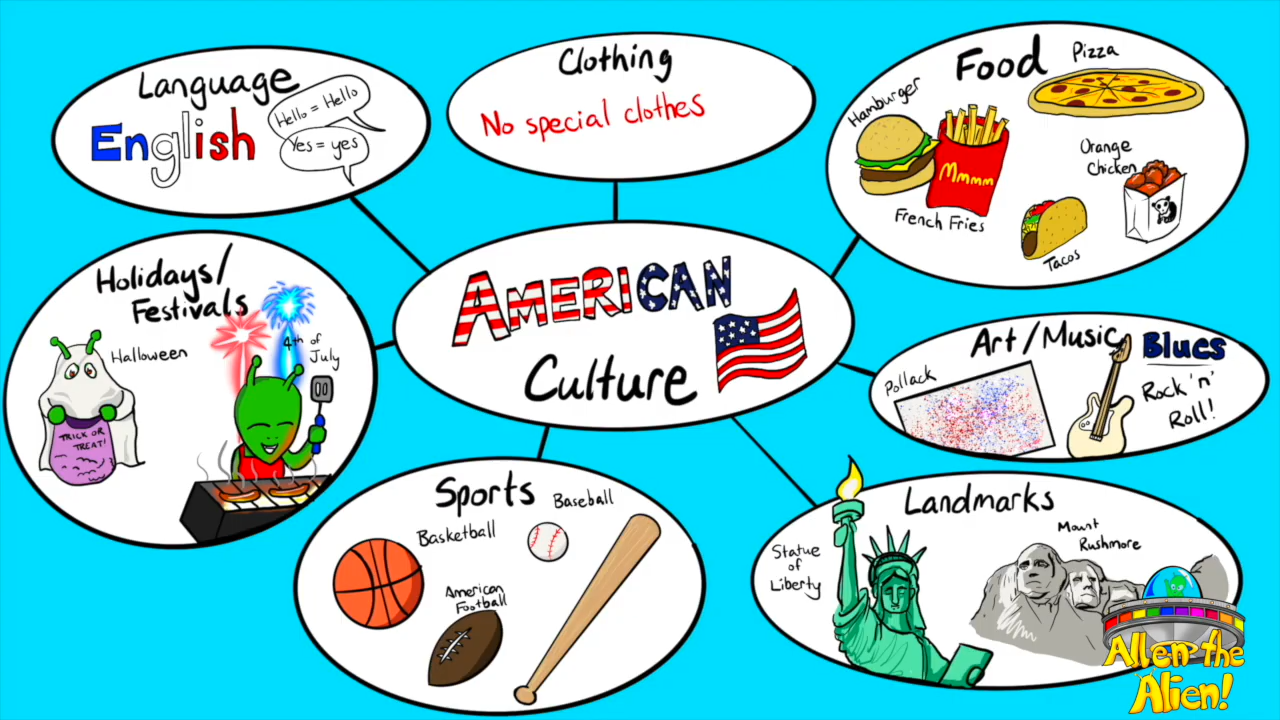 Language
English
Hello = Hello
Yes = yes
Clothing
No special clothes
Food
Pizza
Hamburger
Mmmm
French Fries
Orange
Chicken
Tacos
Holidays/
Festivals
Halloween
TRICK OR
TREAT!
4th of
July
AMERICAN
Culture
Art/Music
Pollack
Blues
Rock 'n'
Roll!
Sports
Baseball
Basketball
American
Football
Landmarks
Statue
of
Liberty
Mount
Rushmore
Allen the
Alien!